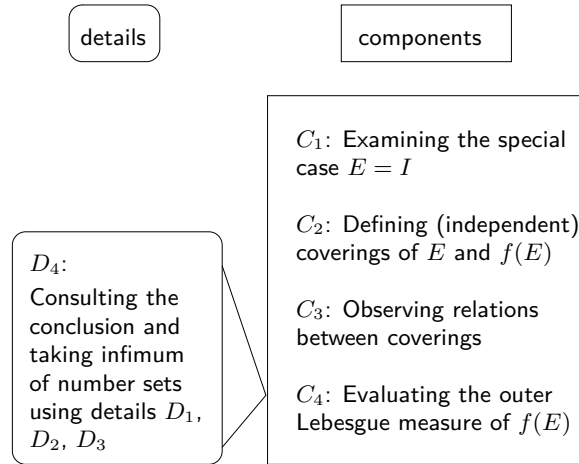 details
components
C₁: Examining the special
case E = I
C₂: Defining (independent)
coverings of E and f(E)
D₄:
Consulting the
conclusion and
taking infimum
of number sets
using details D₁,
D₂, D₃
C₃: Observing relations
between coverings
C₄: Evaluating the outer
Lebesgue measure of f(E)